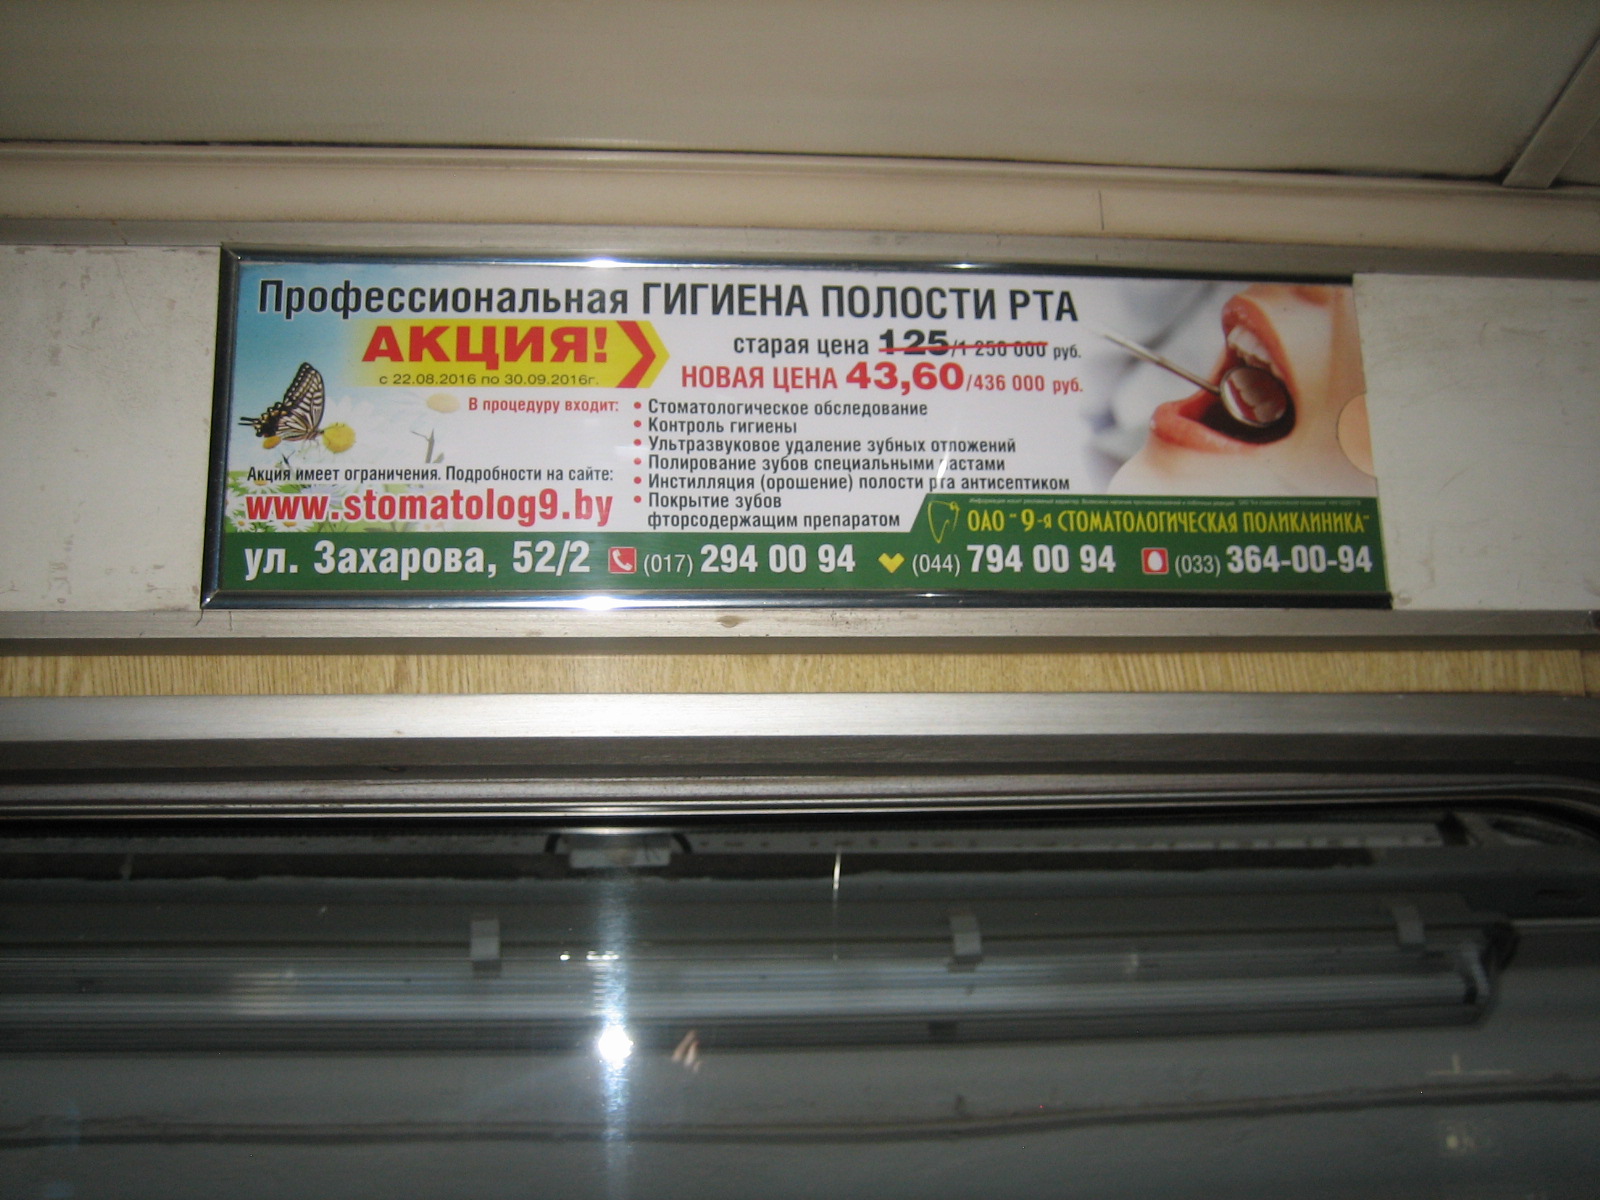 Профессиональная ГИГИЕНА ПОЛОСТИ РТА
АКЦИЯ!
с 22.08.2016 по 30.09.2016г.
старая цена 125/1 250 000 руб.
НОВАЯ ЦЕНА 43,60/436 000 руб.
В процедуру входит:
• Стоматологическое обследование
• Контроль гигиены
• Ультразвуковое удаление зубных отложений
• Полирование зубов специальными пастами
• Инстилляция (орошение) полости рта антисептиком
• Покрытие зубов
фторсодержащим препаратом
Акция имеет ограничения. Подробности на сайте:
www.stomatolog9.by
ОАО "9-я СТОМАТОЛОГИЧЕСКАЯ ПОЛИКЛИНИКА"
ул. Захарова, 52/2 (017) 294 00 94 (044) 794 00 94 (033) 364-00-94